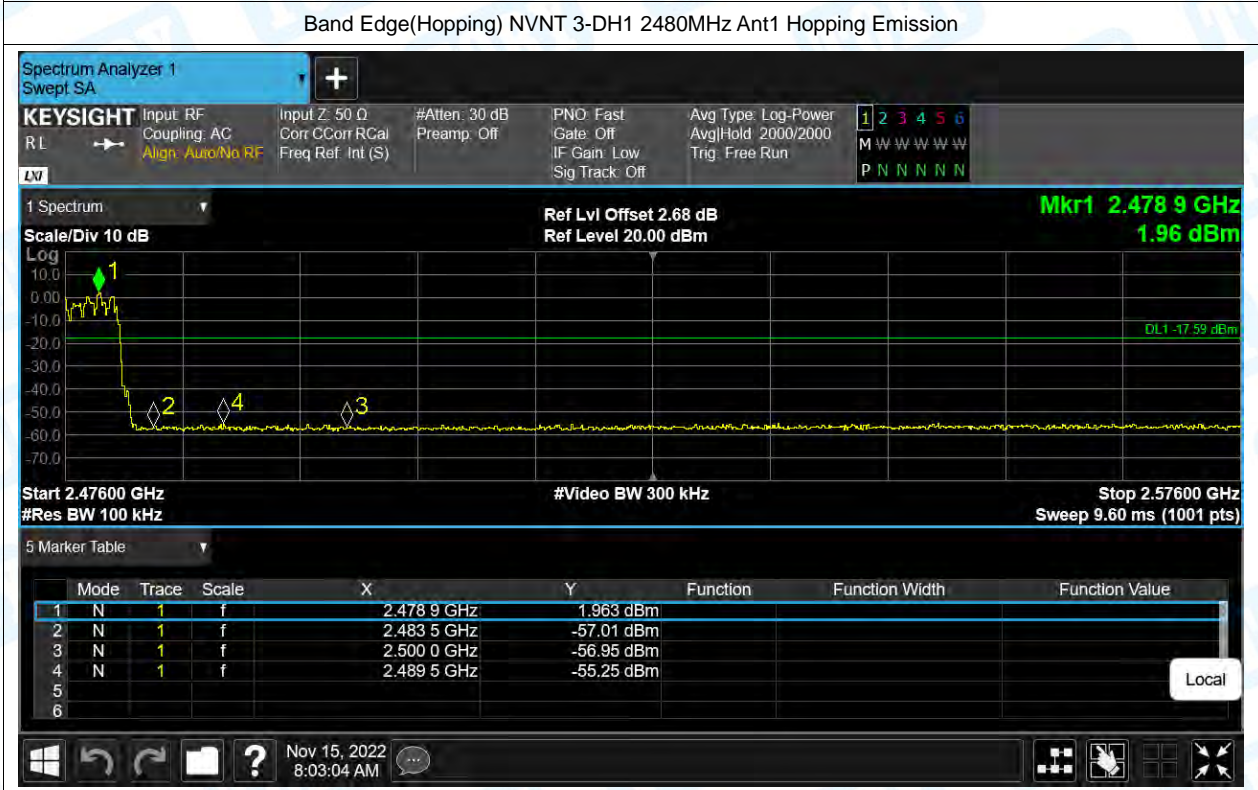 Band Edge(Hopping) NVNT 3-DH1 2480MHz Ant1 Hopping Emission
Spectrum Analyzer 1
Swept SA
+
KEYSIGHT
RL
LXI
Input: RF
Coupling: AC
Align: Auto/No RF
Input Z: 50 Ω
Corr CCorr RCal
Freq Ref: Int (S)
#Atten: 30 dB
Preamp: Off
PNO: Fast
Gate: Off
IF Gain: Low
Sig Track: Off
Avg Type: Log-Power
Avg|Hold: 2000/2000
Trig: Free Run
1 2 3 4 5 6
M W W W W W
P N N N N N
1 Spectrum
Scale/Div 10 dB
Ref Lvl Offset 2.68 dB
Ref Level 20.00 dBm
Mkr1 2.478 9 GHz
1.96 dBm
Log
10.0
0.00
-10.0
-20.0
-30.0
-40.0
-50.0
-60.0
-70.0
1
2
4
3
DL1 -17.59 dBm
Start 2.47600 GHz
#Res BW 100 kHz
#Video BW 300 kHz
Stop 2.57600 GHz
Sweep 9.60 ms (1001 pts)
5 Marker Table
Mode Trace Scale X Y Function Function Width Function Value
1 N 1 f 2.478 9 GHz 1.963 dBm
2 N 1 f 2.483 5 GHz -57.01 dBm
3 N 1 f 2.500 0 GHz -56.95 dBm
4 N 1 f 2.489 5 GHz -55.25 dBm
5
6
Local
?
Nov 15, 2022
8:03:04 AM